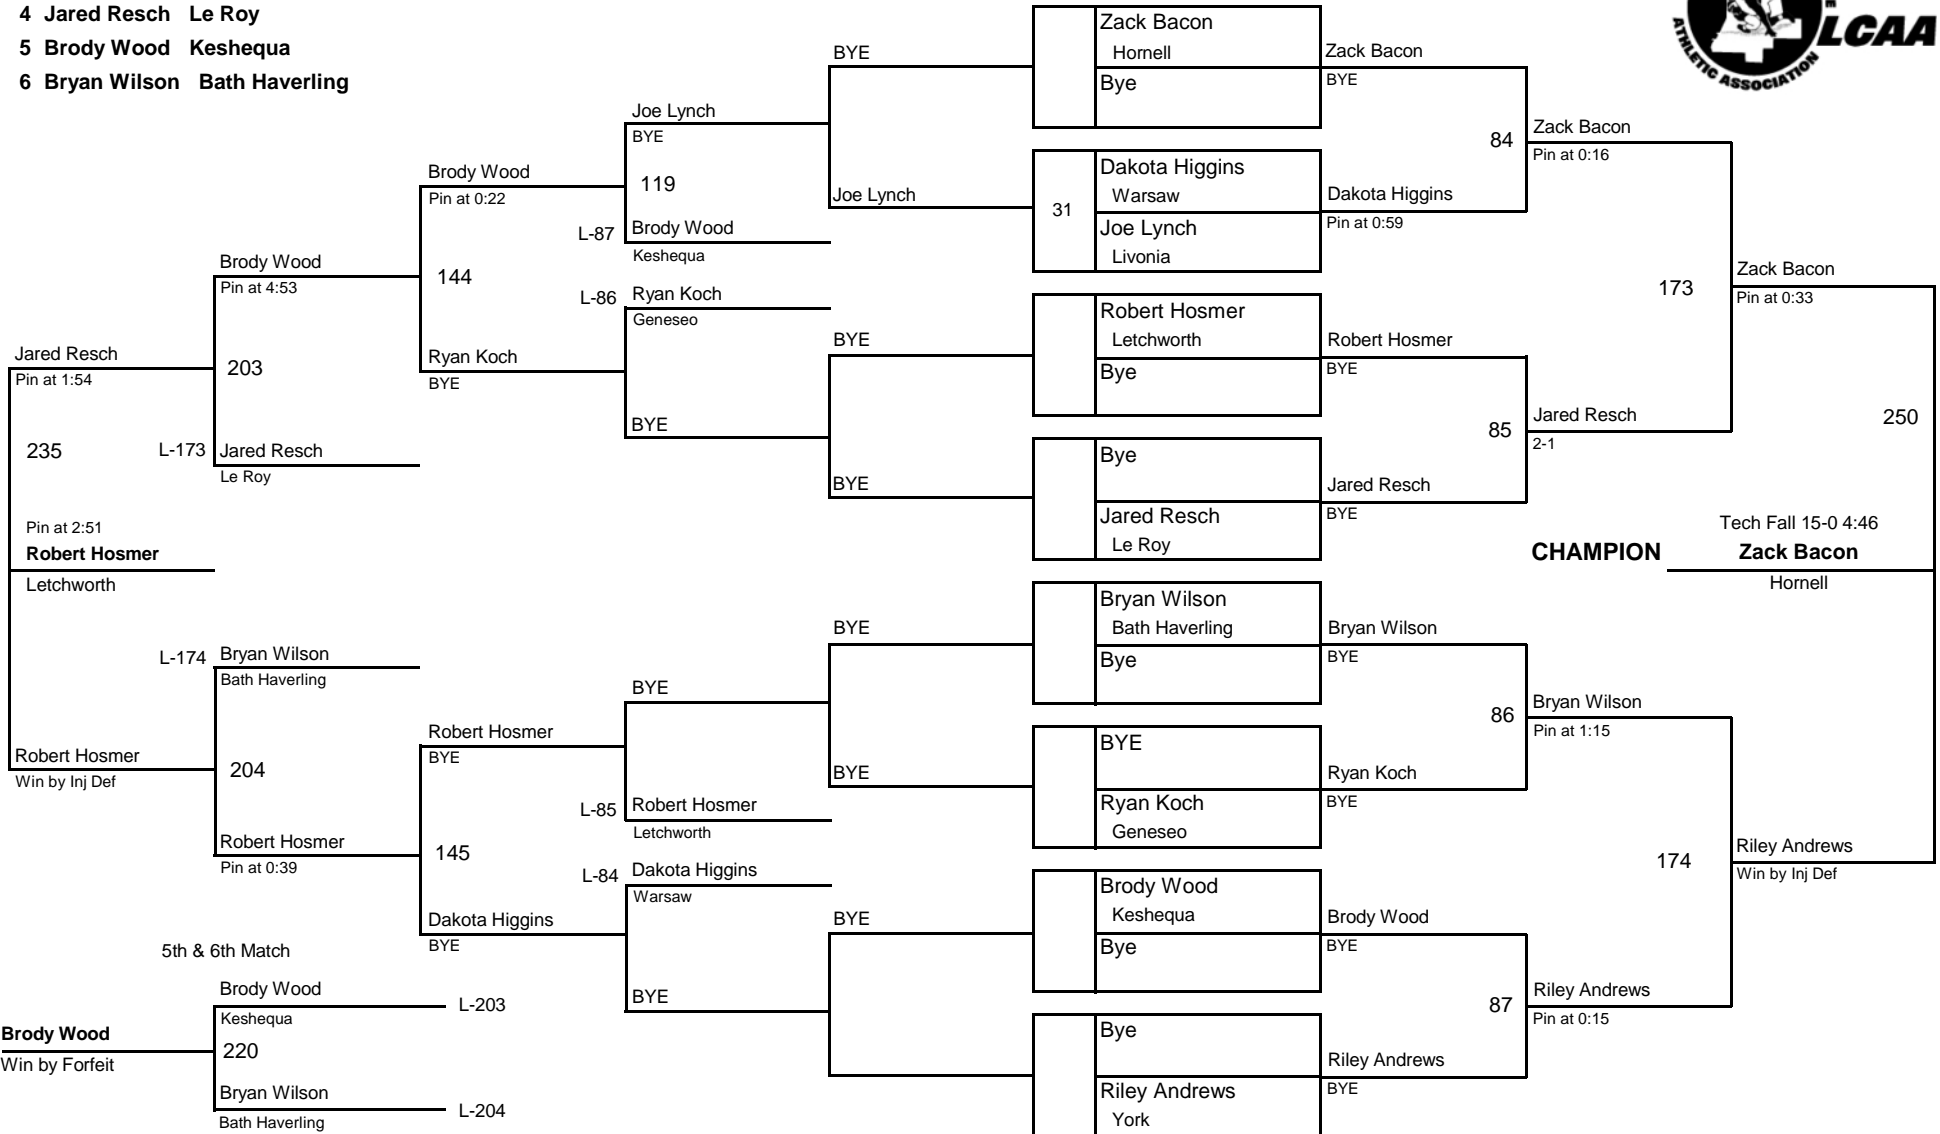 4 Jared Resch Le Roy
5 Brody Wood Keshequa
6 Bryan Wilson Bath Haverling
LCAA
ATHLETIC ASSOCIATION
Zack Bacon
Hornell
Bye
Dakota Higgins
Warsaw
31
Joe Lynch
Livonia
Robert Hosmer
Letchworth
Bye
Bye
Jared Resch
Le Roy
Bryan Wilson
Bath Haverling
Bye
BYE
Ryan Koch
Geneseo
Brody Wood
Keshequa
Bye
Bye
Riley Andrews
York
Zack Bacon
BYE
84
Dakota Higgins
Pin at 0:59
Robert Hosmer
BYE
85
Jared Resch
BYE
Bryan Wilson
BYE
86
Ryan Koch
BYE
Brody Wood
BYE
87
Riley Andrews
BYE
Zack Bacon
Pin at 0:16
173
Jared Resch
2-1
Bryan Wilson
Pin at 1:15
174
Riley Andrews
Pin at 0:15
Zack Bacon
Pin at 0:33
250
Riley Andrews
Win by Inj Def
Tech Fall 15-0 4:46
CHAMPION Zack Bacon
Hornell
BYE
Joe Lynch
BYE
BYE
BYE
BYE
BYE
Joe Lynch
BYE
119
L-87 Brody Wood
Keshequa
L-86 Ryan Koch
Geneseo
BYE
BYE
L-85 Robert Hosmer
Letchworth
L-84 Dakota Higgins
Warsaw
BYE
Brody Wood
Pin at 0:22
144
Ryan Koch
BYE
Robert Hosmer
BYE
145
Dakota Higgins
BYE
Brody Wood
Pin at 4:53
203
L-173 Jared Resch
Le Roy
L-174 Bryan Wilson
Bath Haverling
204
Robert Hosmer
Pin at 0:39
Jared Resch
Pin at 1:54
235
Pin at 2:51
Robert Hosmer
Letchworth
Robert Hosmer
Win by Inj Def
5th & 6th Match
Brody Wood L-203
Keshequa
Brody Wood
220
Win by Forfeit
Bryan Wilson L-204
Bath Haverling